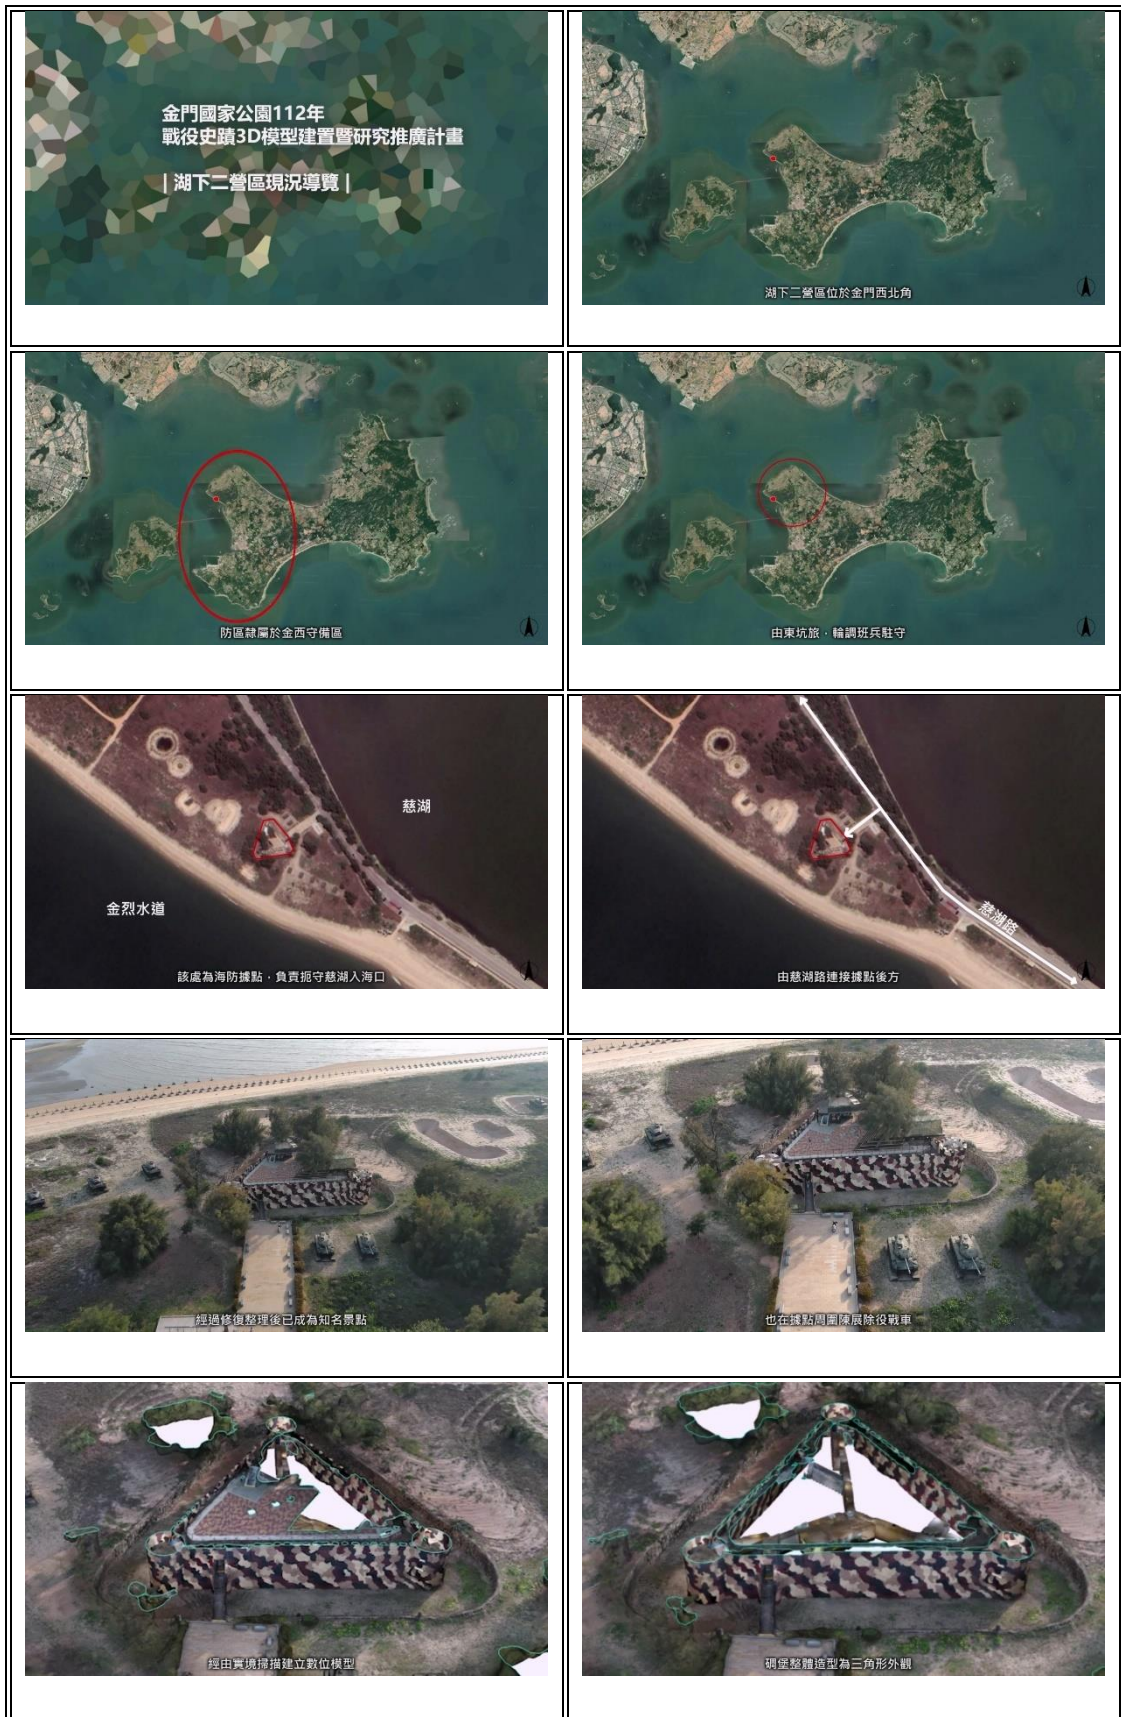 金門國家公園112年
戰役史蹟3D模型建置暨研究推廣計畫
| 湖下二營區現況導覽 |
湖下二營區位於金門西北角
防區隸屬於金西守備區
由東坑旅，輪調班兵駐守
慈湖
金烈水道
該處為海防據點，負責扼守慈湖入海口
慈湖路
由慈湖路連接據點後方
經過修復整理後已成為知名景點
也在據點周圍陳展除役戰車
經由實境掃描建立數位模型
碉堡整體造型為三角形外觀